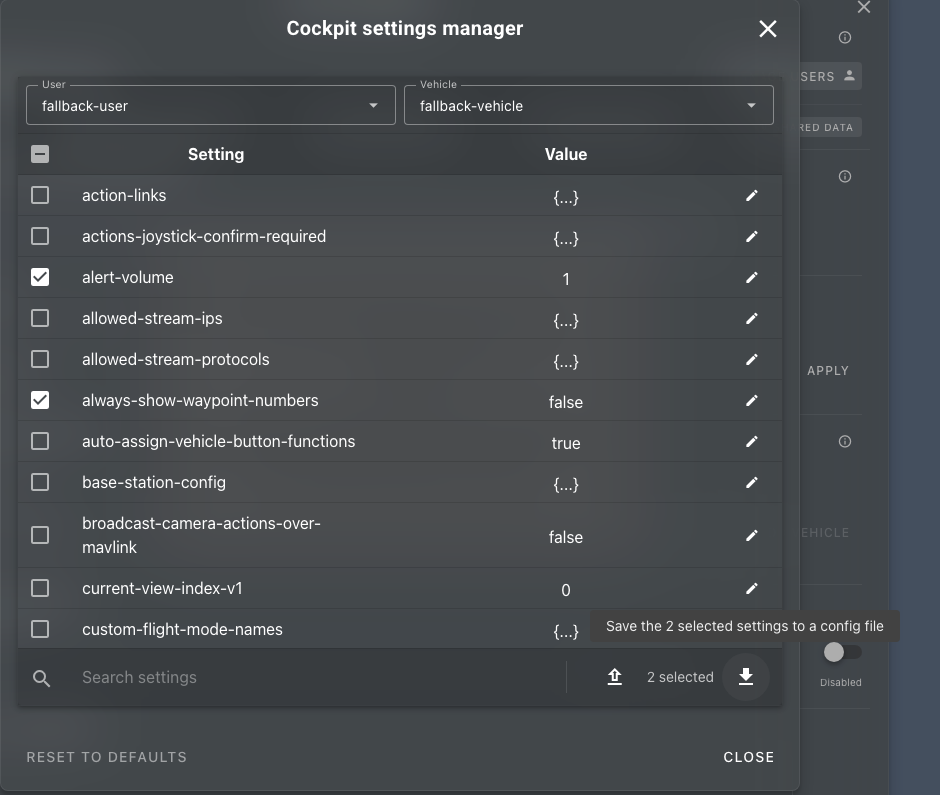 Cockpit settings manager
User
fallback-user
Vehicle
fallback-vehicle
Setting
Value
action-links
{...}
actions-joystick-confirm-required
{...}
alert-volume
1
allowed-stream-ips
{...}
allowed-stream-protocols
{...}
always-show-waypoint-numbers
false
auto-assign-vehicle-button-functions
true
base-station-config
{...}
broadcast-camera-actions-over-
mavlink
false
current-view-index-v1
0
custom-flight-mode-names
{...}
Save the 2 selected settings to a config file
Search settings
2 selected
RESET TO DEFAULTS
CLOSE
SERS
RED DATA
APPLY
EHICLE
Disabled